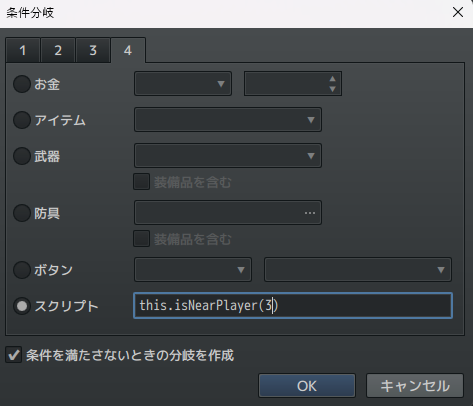 条件分岐
1 2 3 4
お金
アイテム
武器
装備品を含む
防具 ...
装備品を含む
ボタン
スクリプト this.isNearPlayer(3)
条件を満たさないときの分岐を作成
OK キャンセル